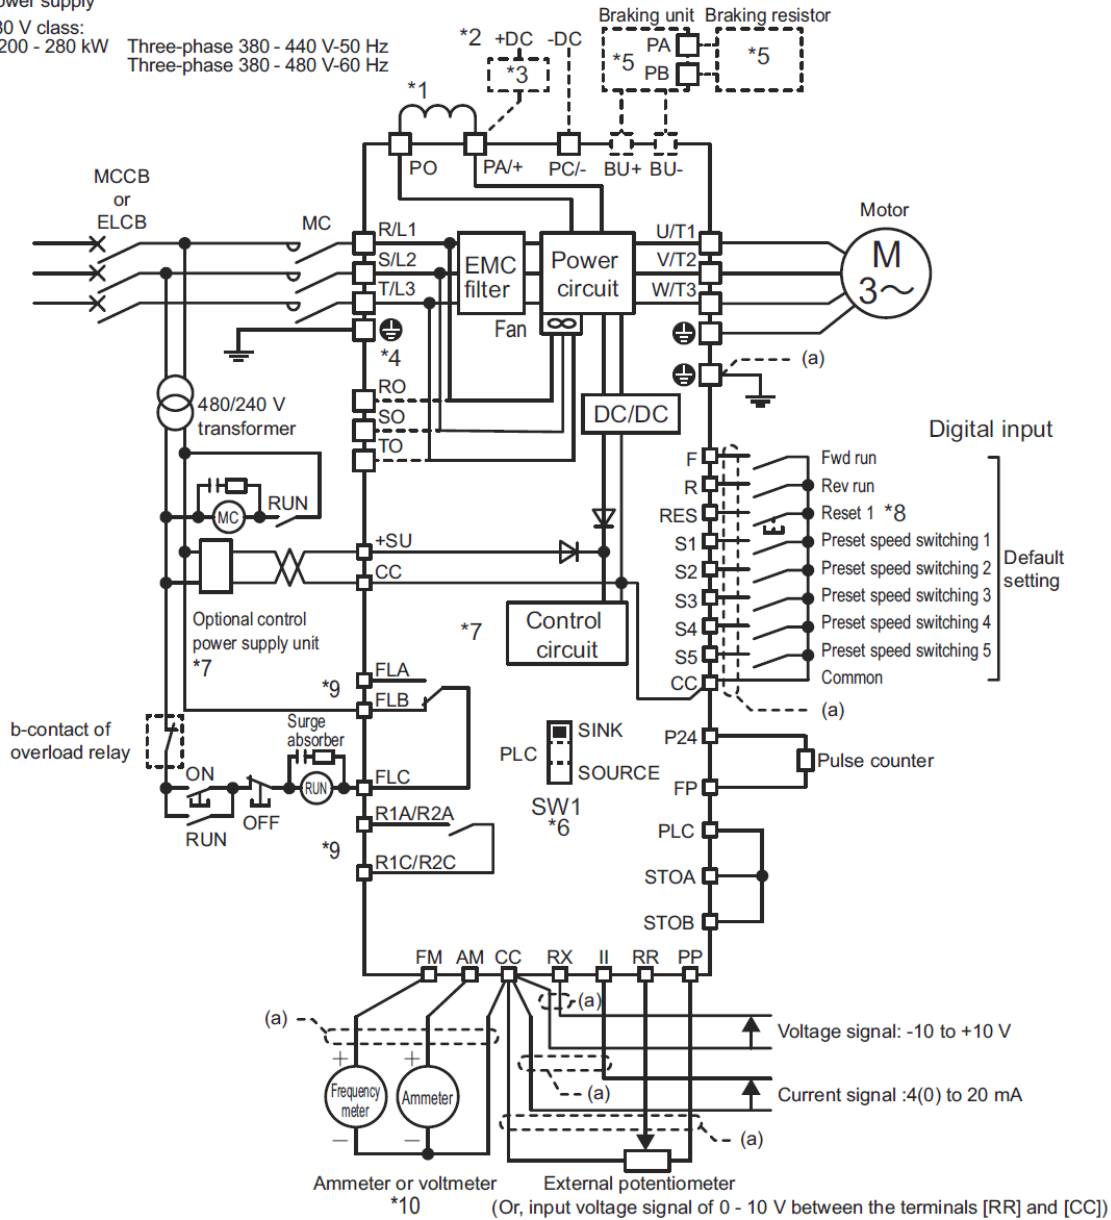 ower supply
30 V class:
200 - 280 kW Three-phase 380 - 440 V-50 Hz
Three-phase 380 - 480 V-60 Hz
Braking unit Braking resistor
*2 +DC -DC
PA
*5
*5
PB
*3
*1
PO PA/+ PC/- BU+ BU-
MCCB
or
ELCB
MC
Motor
R/L1
S/L2
T/L3
EMC
filter
Power
circuit
U/T1
V/T2
W/T3
M
3~
Fan
*4
(a)
RO
SO
TO
480/240 V
transformer
DC/DC
Digital input
F Fwd run
R Rev run
RES Reset 1 *8
S1 Preset speed switching 1
S2 Preset speed switching 2
S3 Preset speed switching 3
S4 Preset speed switching 4
S5 Preset speed switching 5
CC Common
Default
setting
(a)
MC
RUN
+SU
CC
Optional control
power supply unit
*7
*7
Control
circuit
*9
FLA
FLB
FLC
b-contact of
overload relay
Surge
absorber
ON
RUN
OFF
RUN
PLC
SINK
SOURCE
SW1
*6
P24
FP
Pulse counter
*9
R1A/R2A
R1C/R2C
PLC
STOA
STOB
FM AM CC RX II RR PP
(a)
(a)
Voltage signal: -10 to +10 V
(a)
Current signal :4(0) to 20 mA
(a)
+ +
Frequency
meter
Ammeter
− −
Ammeter or voltmeter
*10
External potentiometer
(Or, input voltage signal of 0 - 10 V between the terminals [RR] and [CC])